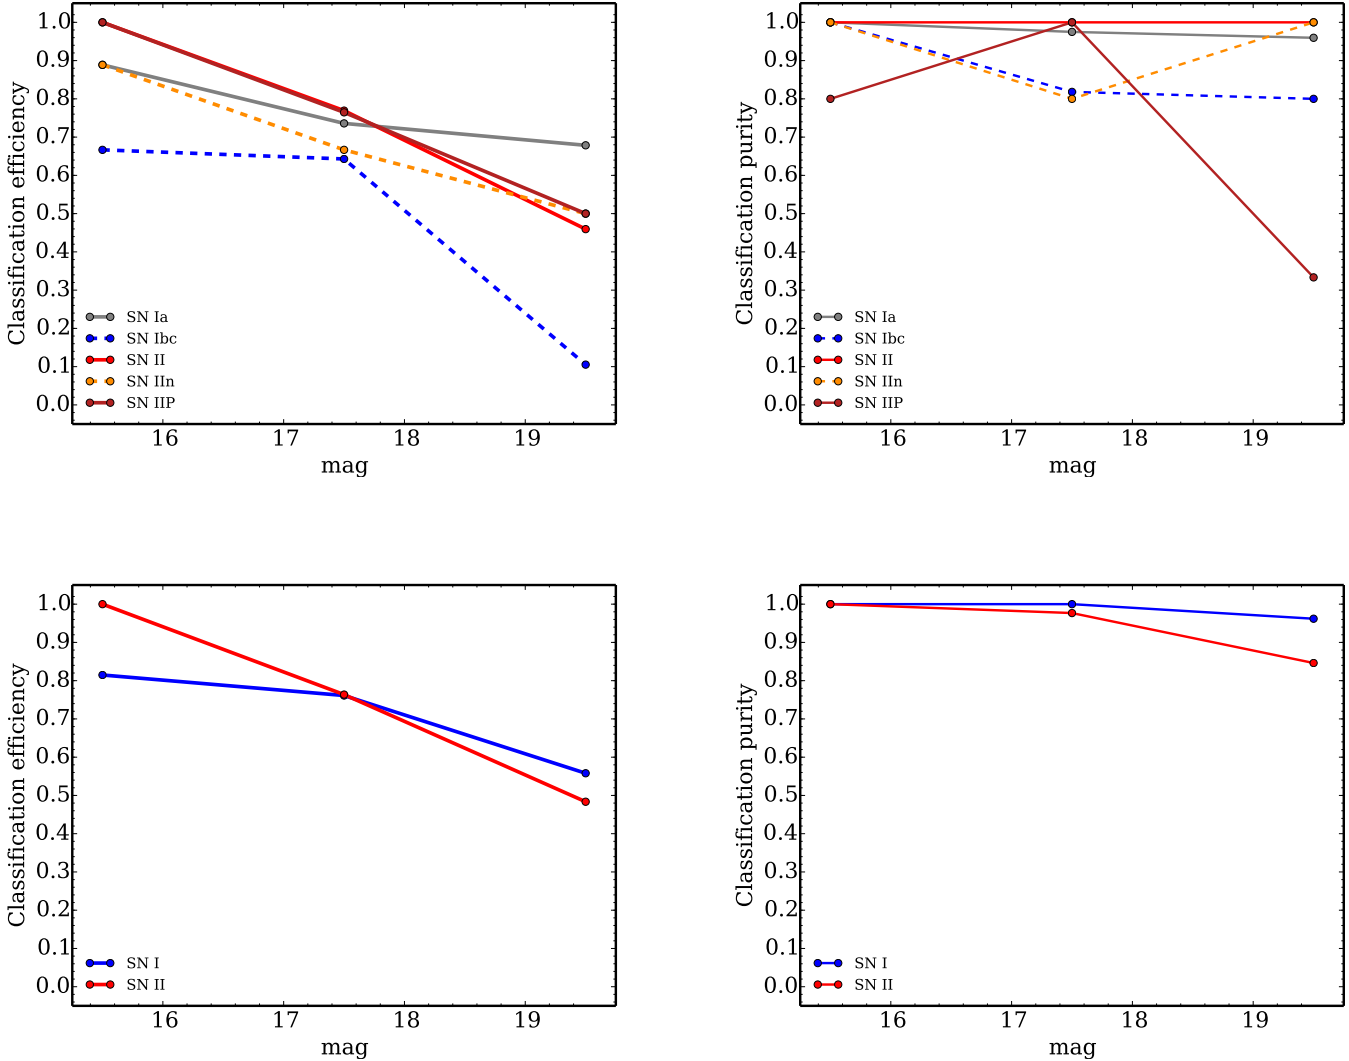 Classification efficiency
1.0
0.9
0.8
0.7
0.6
0.5
0.4
0.3
0.2
0.1
0.0
SN Ia
SN Ibc
SN II
SN IIn
SN IIP
16 17 18 19
mag
Classification purity
1.0
0.9
0.8
0.7
0.6
0.5
0.4
0.3
0.2
0.1
0.0
SN Ia
SN Ibc
SN II
SN IIn
SN IIP
16 17 18 19
mag
Classification efficiency
1.0
0.9
0.8
0.7
0.6
0.5
0.4
0.3
0.2
0.1
0.0
SN I
SN II
16 17 18 19
mag
Classification purity
1.0
0.9
0.8
0.7
0.6
0.5
0.4
0.3
0.2
0.1
0.0
SN I
SN II
16 17 18 19
mag